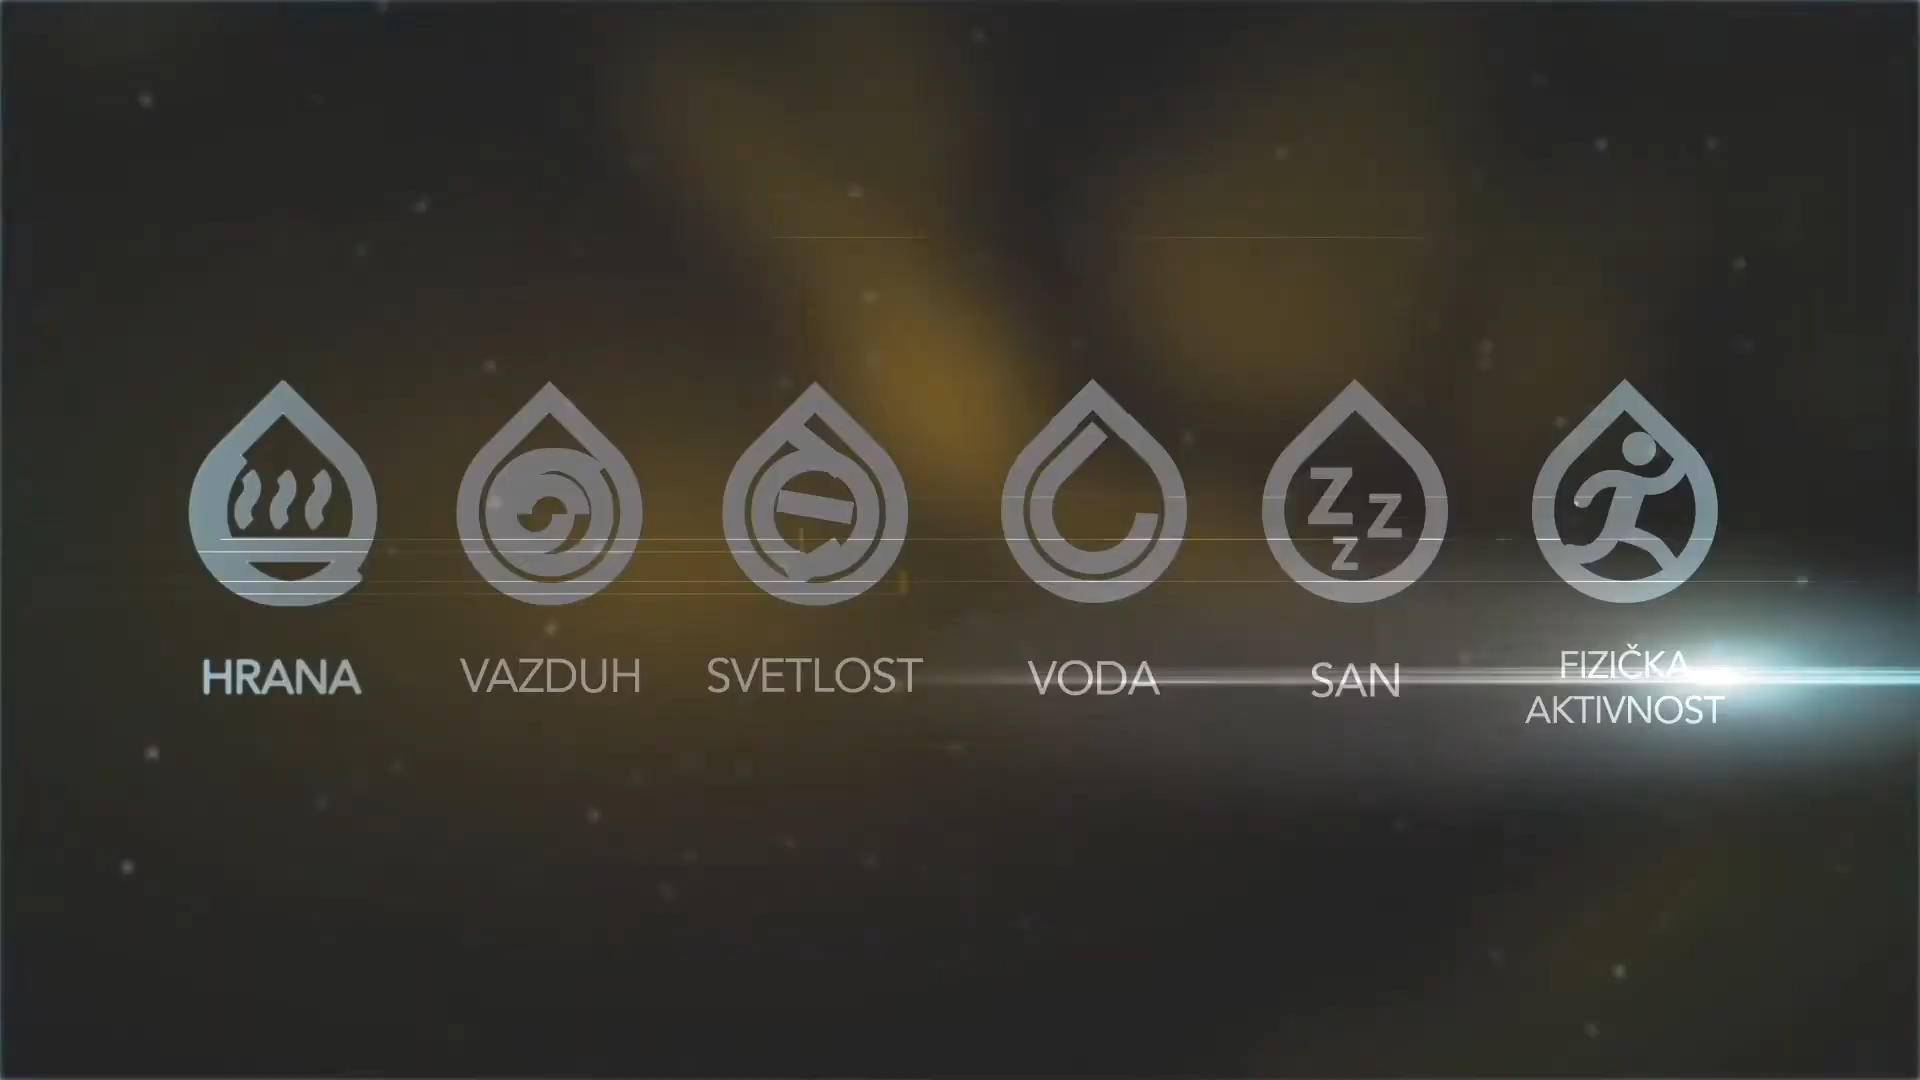 HRANA
VAZDUH
SVETLOST
VODA
SAN
FIZIČKA
AKTIVNOST